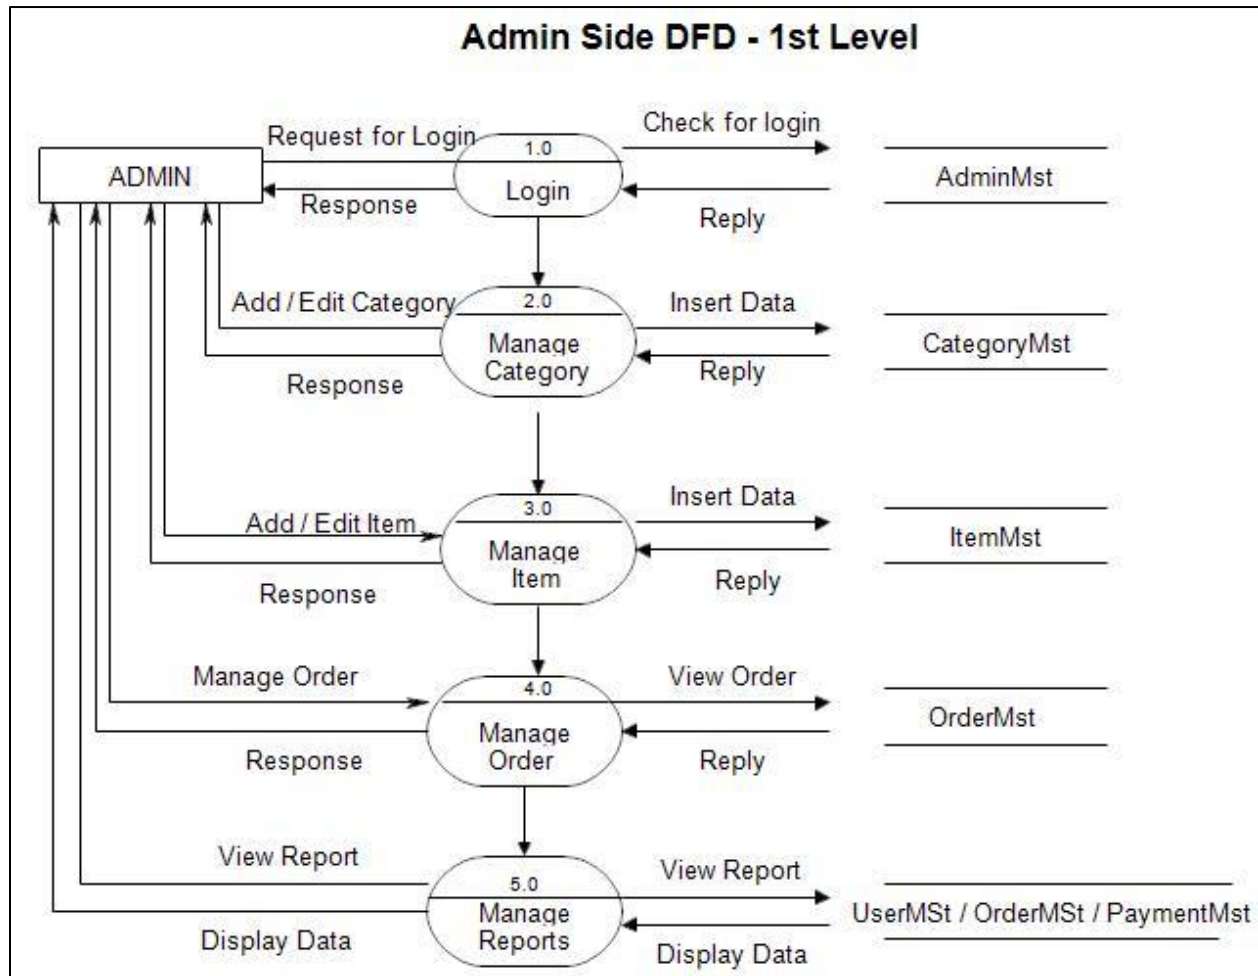 Admin Side DFD - 1st Level
Request for Login
Check for login
1.0
ADMIN
Login
AdminMst
Response
Reply
Add / Edit Category
2.0
Insert Data
Manage
Category
CategoryMst
Response
Reply
Add / Edit Item
3.0
Insert Data
Manage
Item
ItemMst
Response
Reply
Manage Order
4.0
View Order
Manage
Order
OrderMst
Response
Reply
View Report
5.0
View Report
Manage
Reports
UserMSt / OrderMSt / PaymentMst
Display Data
Display Data